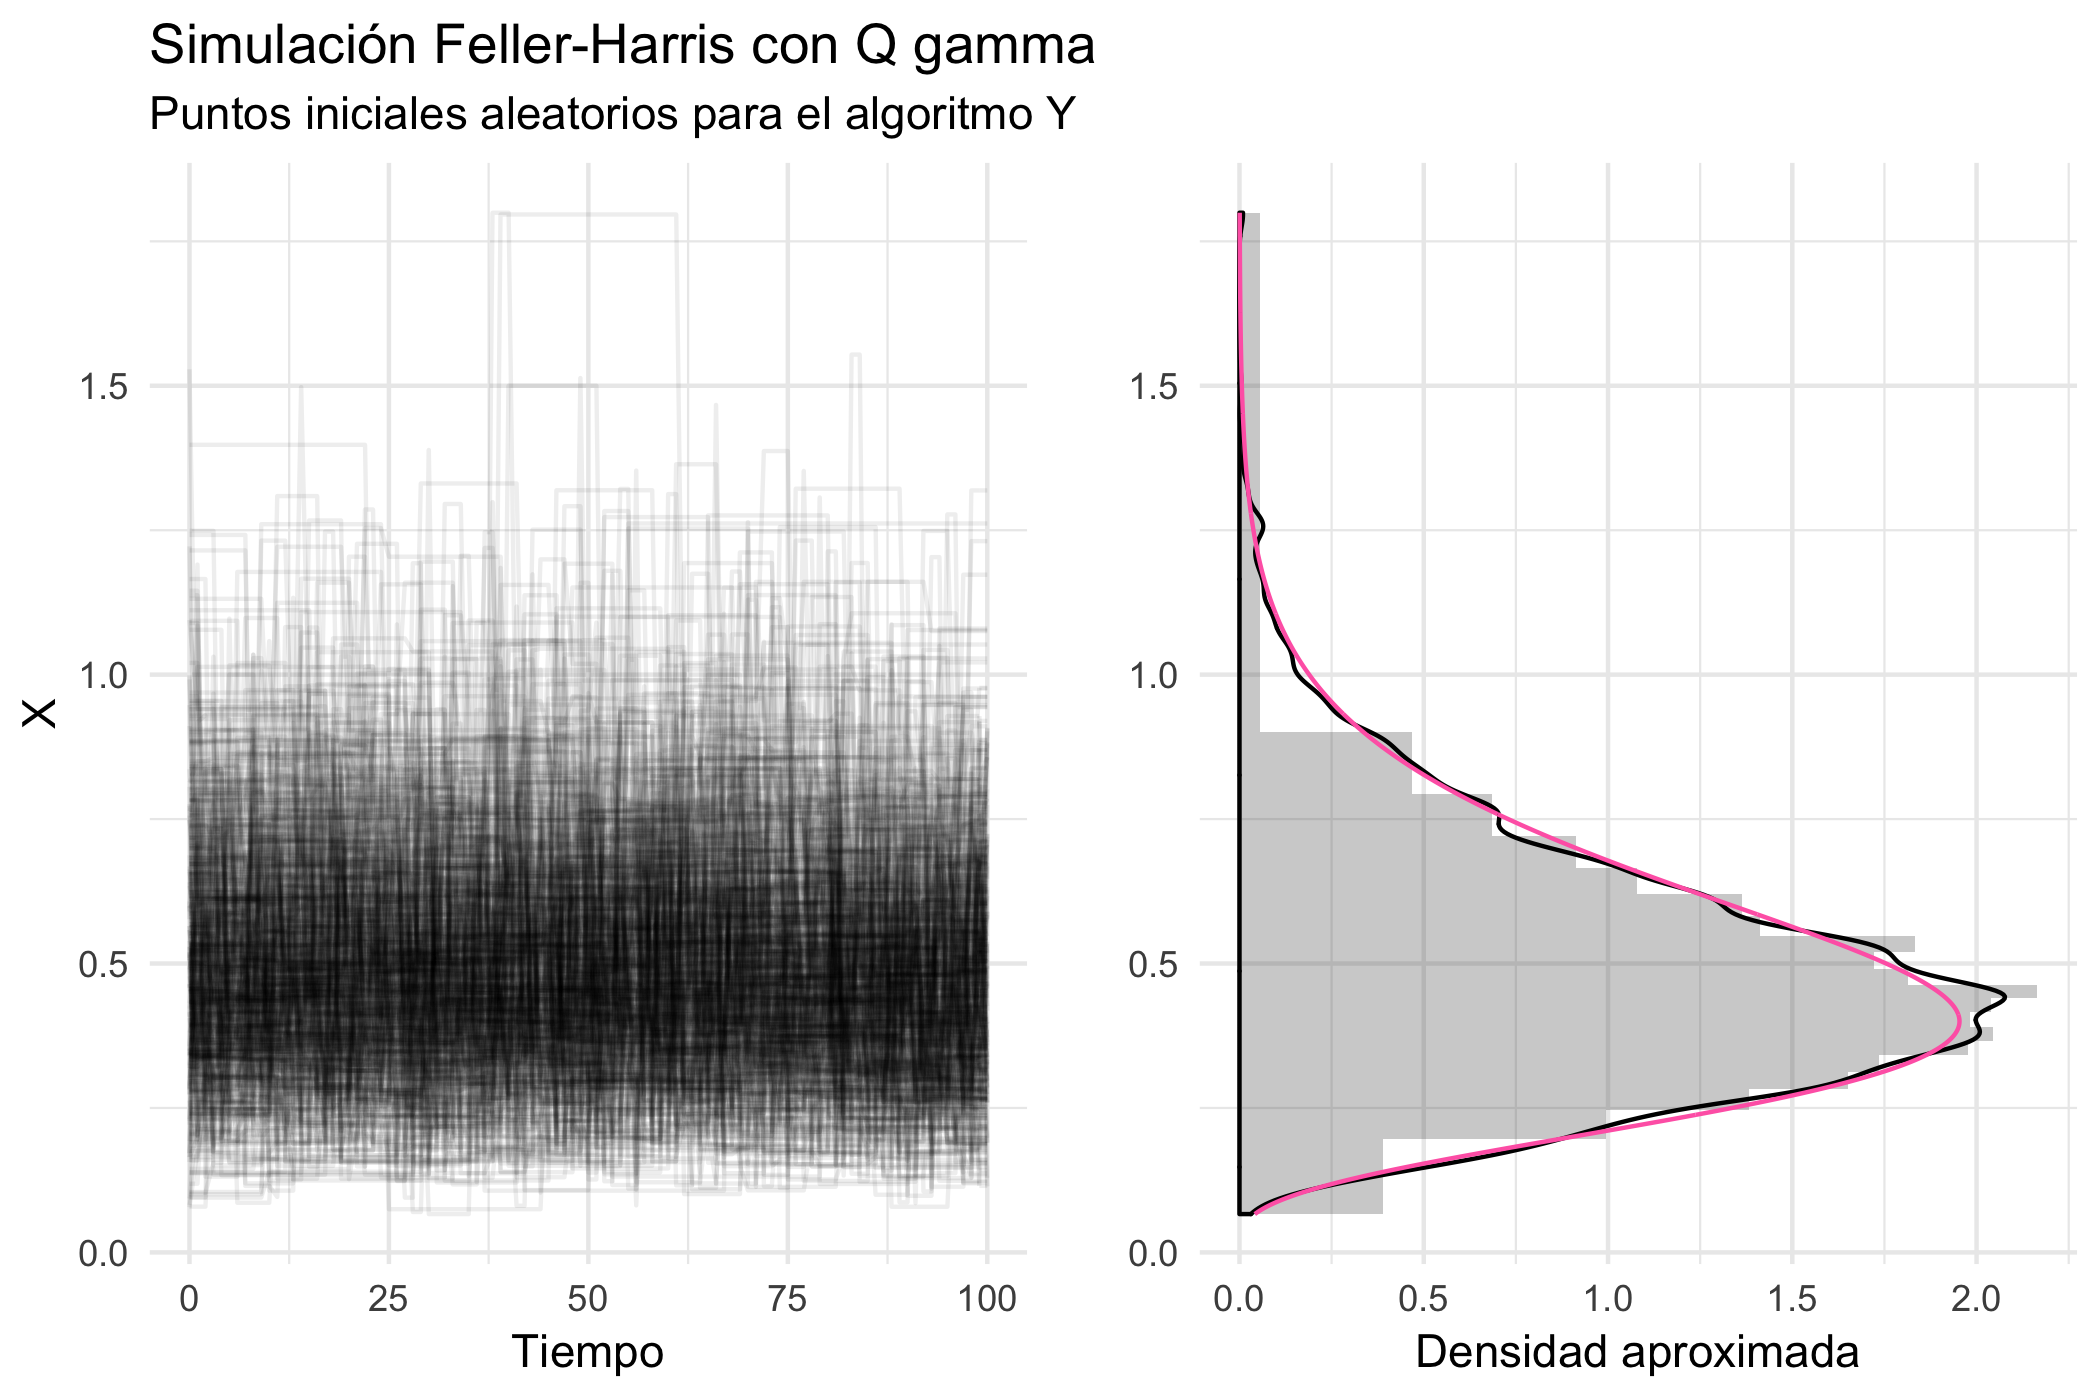 Simulación Feller-Harris con Q gamma
Puntos iniciales aleatorios para el algoritmo Y
X
1.5
1.0
0.5
0.0
0 25 50 75 100
Tiempo
1.5
1.0
0.5
0.0
0.0 0.5 1.0 1.5 2.0
Densidad aproximada